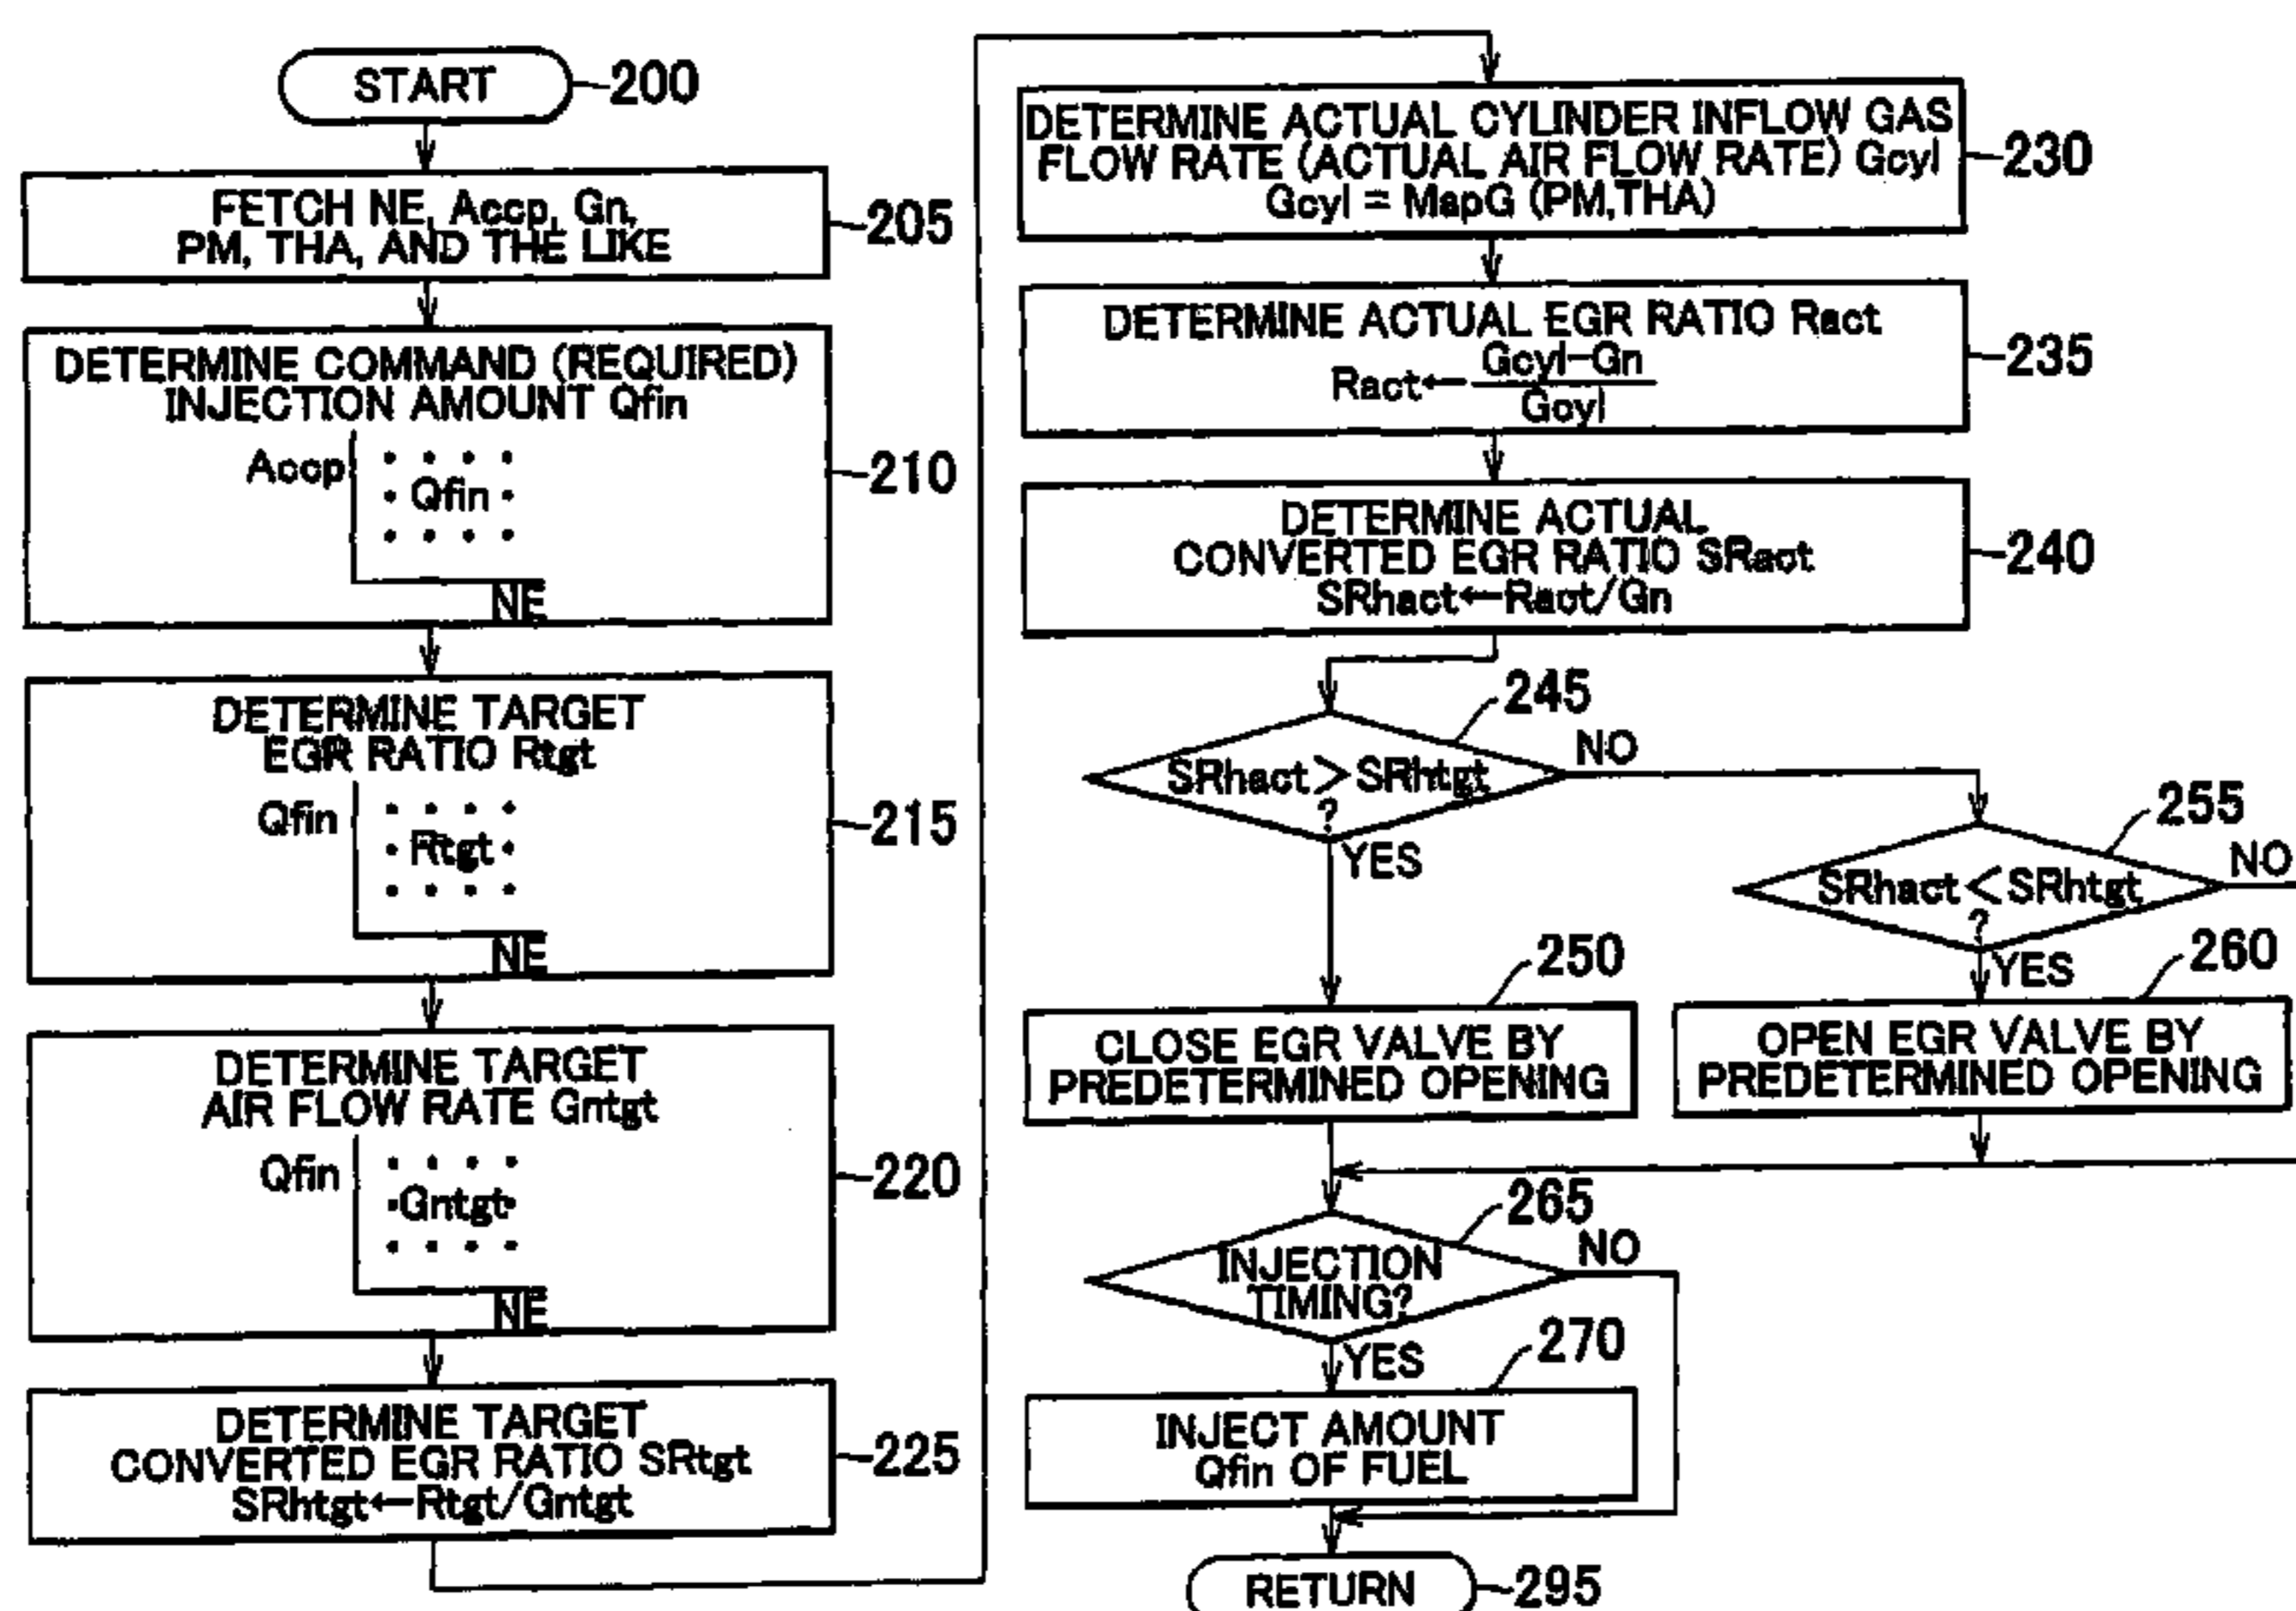 START
200
FETCH NE, Accp, Gn,
PM, THA, AND THE LIKE
205
DETERMINE COMMAND (REQUIRED)
INJECTION AMOUNT Qfin
Accp
Qfin
NE
210
DETERMINE TARGET
EGR RATIO Rtgt
Qfin
Rtgt
NE
215
DETERMINE TARGET
AIR FLOW RATE Gntgt
Qfin
Gntgt
NE
220
DETERMINE TARGET
CONVERTED EGR RATIO SRtgt
SRhtgt←Rtgt/Gntgt
225
DETERMINE ACTUAL CYLINDER INFLOW GAS
FLOW RATE (ACTUAL AIR FLOW RATE) Gcyl
Gcyl = MapG (PM,THA)
230
DETERMINE ACTUAL EGR RATIO Ract
Gcyl-Gn
Ract←
Gcyl
235
DETERMINE ACTUAL
CONVERTED EGR RATIO SRact
SRhact←Ract/Gn
240
245
SRhact>SRhtgt
?
NO
YES
255
SRhact<SRhtgt
?
NO
YES
250
CLOSE EGR VALVE BY
PREDETERMINED OPENING
260
OPEN EGR VALVE BY
PREDETERMINED OPENING
265
INJECTION
TIMING?
NO
YES
270
INJECT AMOUNT
Qfin OF FUEL
RETURN
295